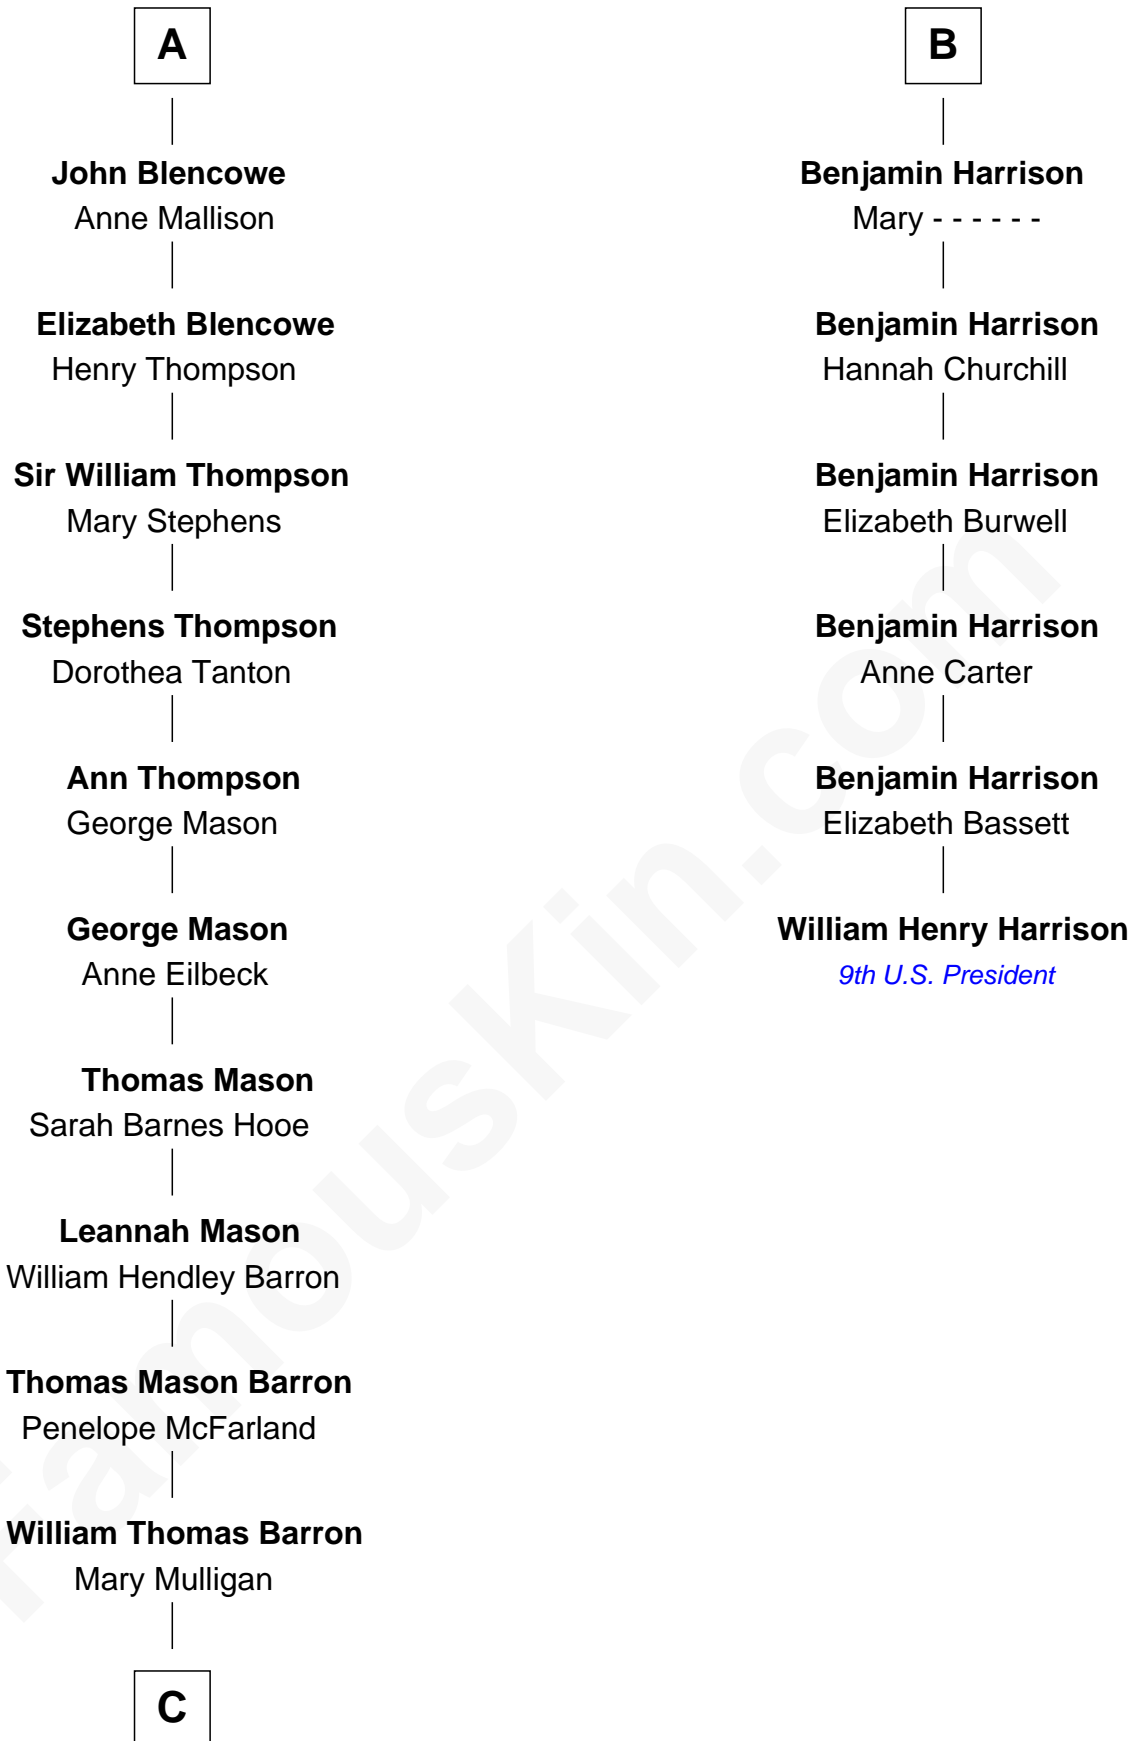 A
John Blencowe
Anne Mallison
Elizabeth Blencowe
Henry Thompson
Sir William Thompson
Mary Stephens
Stephens Thompson
Dorothea Tanton
Ann Thompson
George Mason
George Mason
Anne Eilbeck
Thomas Mason
Sarah Barnes Hooe
Leannah Mason
William Hendley Barron
Thomas Mason Barron
Penelope McFarland
William Thomas Barron
Mary Mulligan
C
B
Benjamin Harrison
Mary - - - - - -
Benjamin Harrison
Hannah Churchill
Benjamin Harrison
Elizabeth Burwell
Benjamin Harrison
Anne Carter
Benjamin Harrison
Elizabeth Bassett
William Henry Harrison
9th U.S. President
FamousKin.com